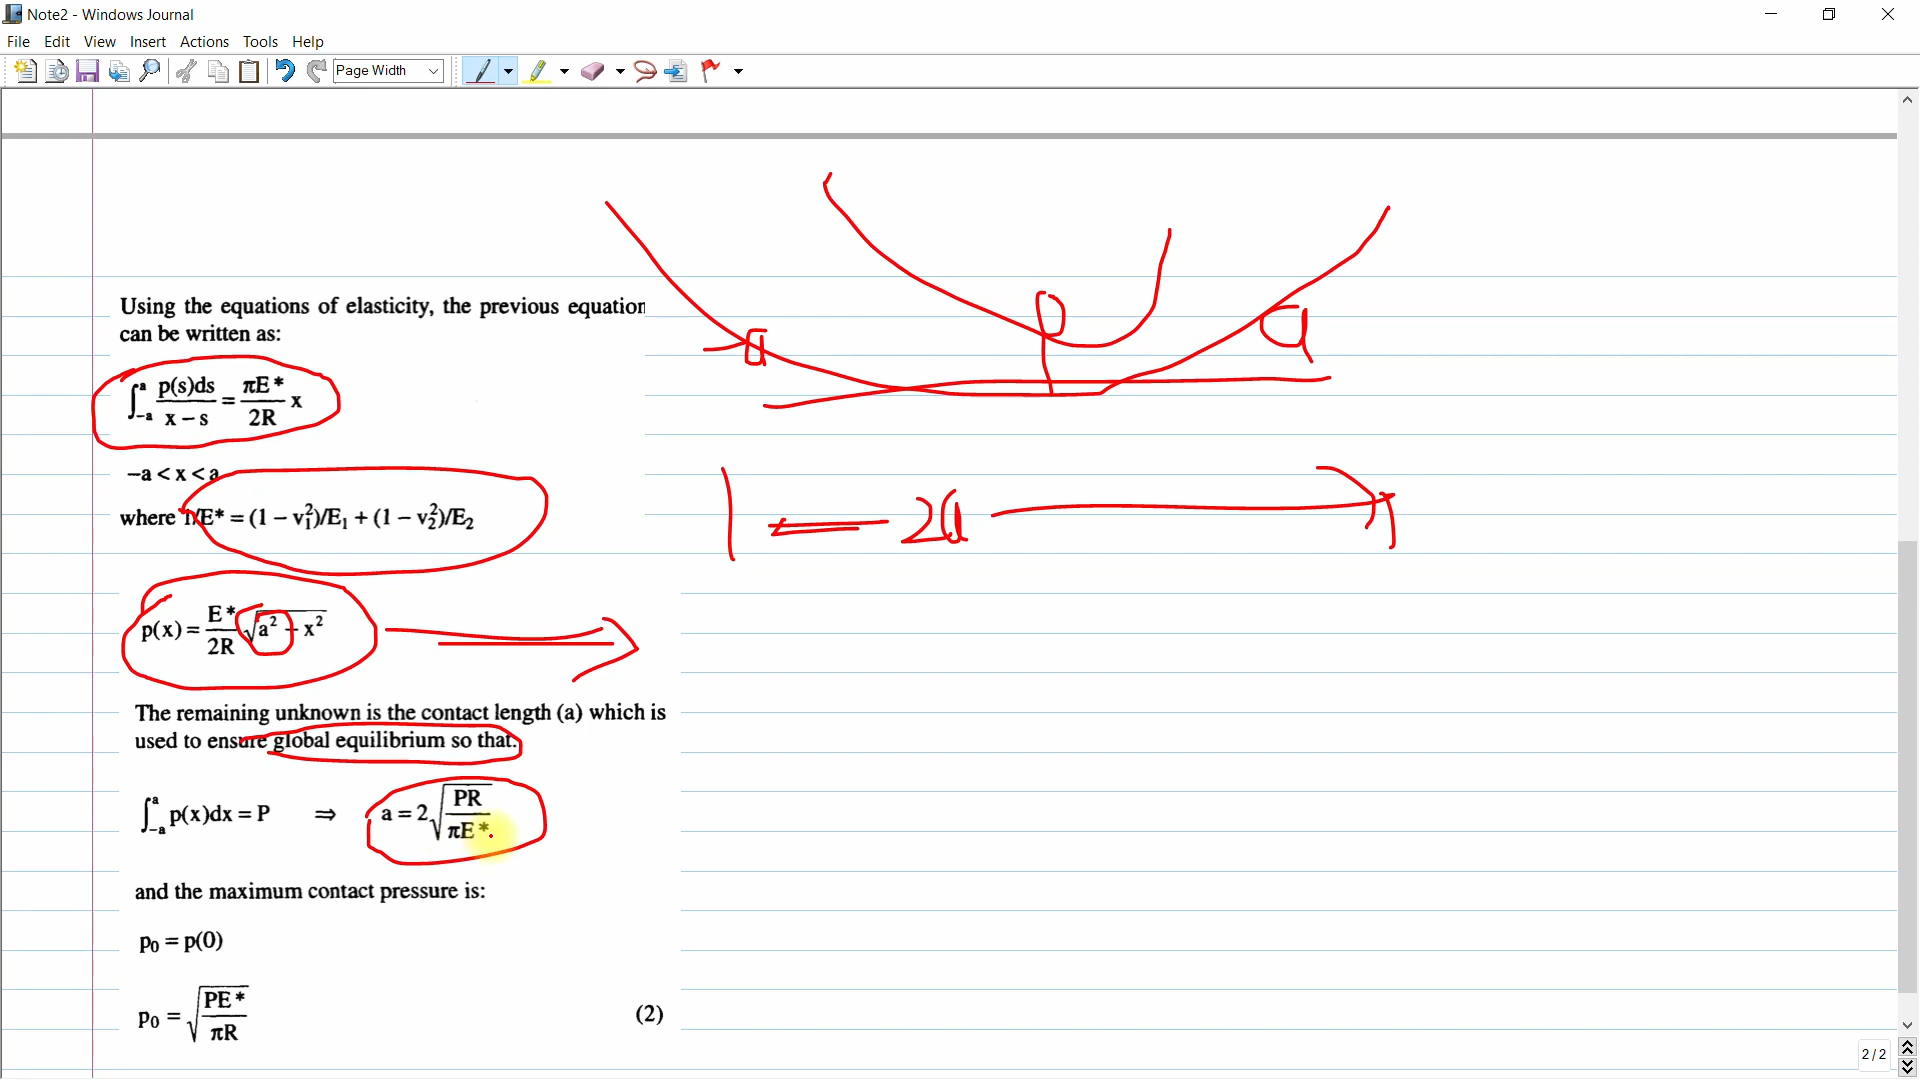 Note2 - Windows Journal
File Edit View Insert Actions Tools Help
Page Width
Using the equations of elasticity, the previous equation
can be written as:
∫_{-a}^{a} p(s)ds/(x – s) = πE*/2R x
–a < x < a
where 1/E* = (1 – v₁²)/E₁ + (1 – v₂²)/E₂
p(x) = E*/2R √(a² – x²)
The remaining unknown is the contact length (a) which is
used to ensure global equilibrium so that.
∫_{-a}^{a} p(x)dx = P ⇒ a = 2√(PR/πE*)
and the maximum contact pressure is:
p₀ = p(0)
p₀ = √(PE*/πR) (2)
a
a
2a
2 / 2